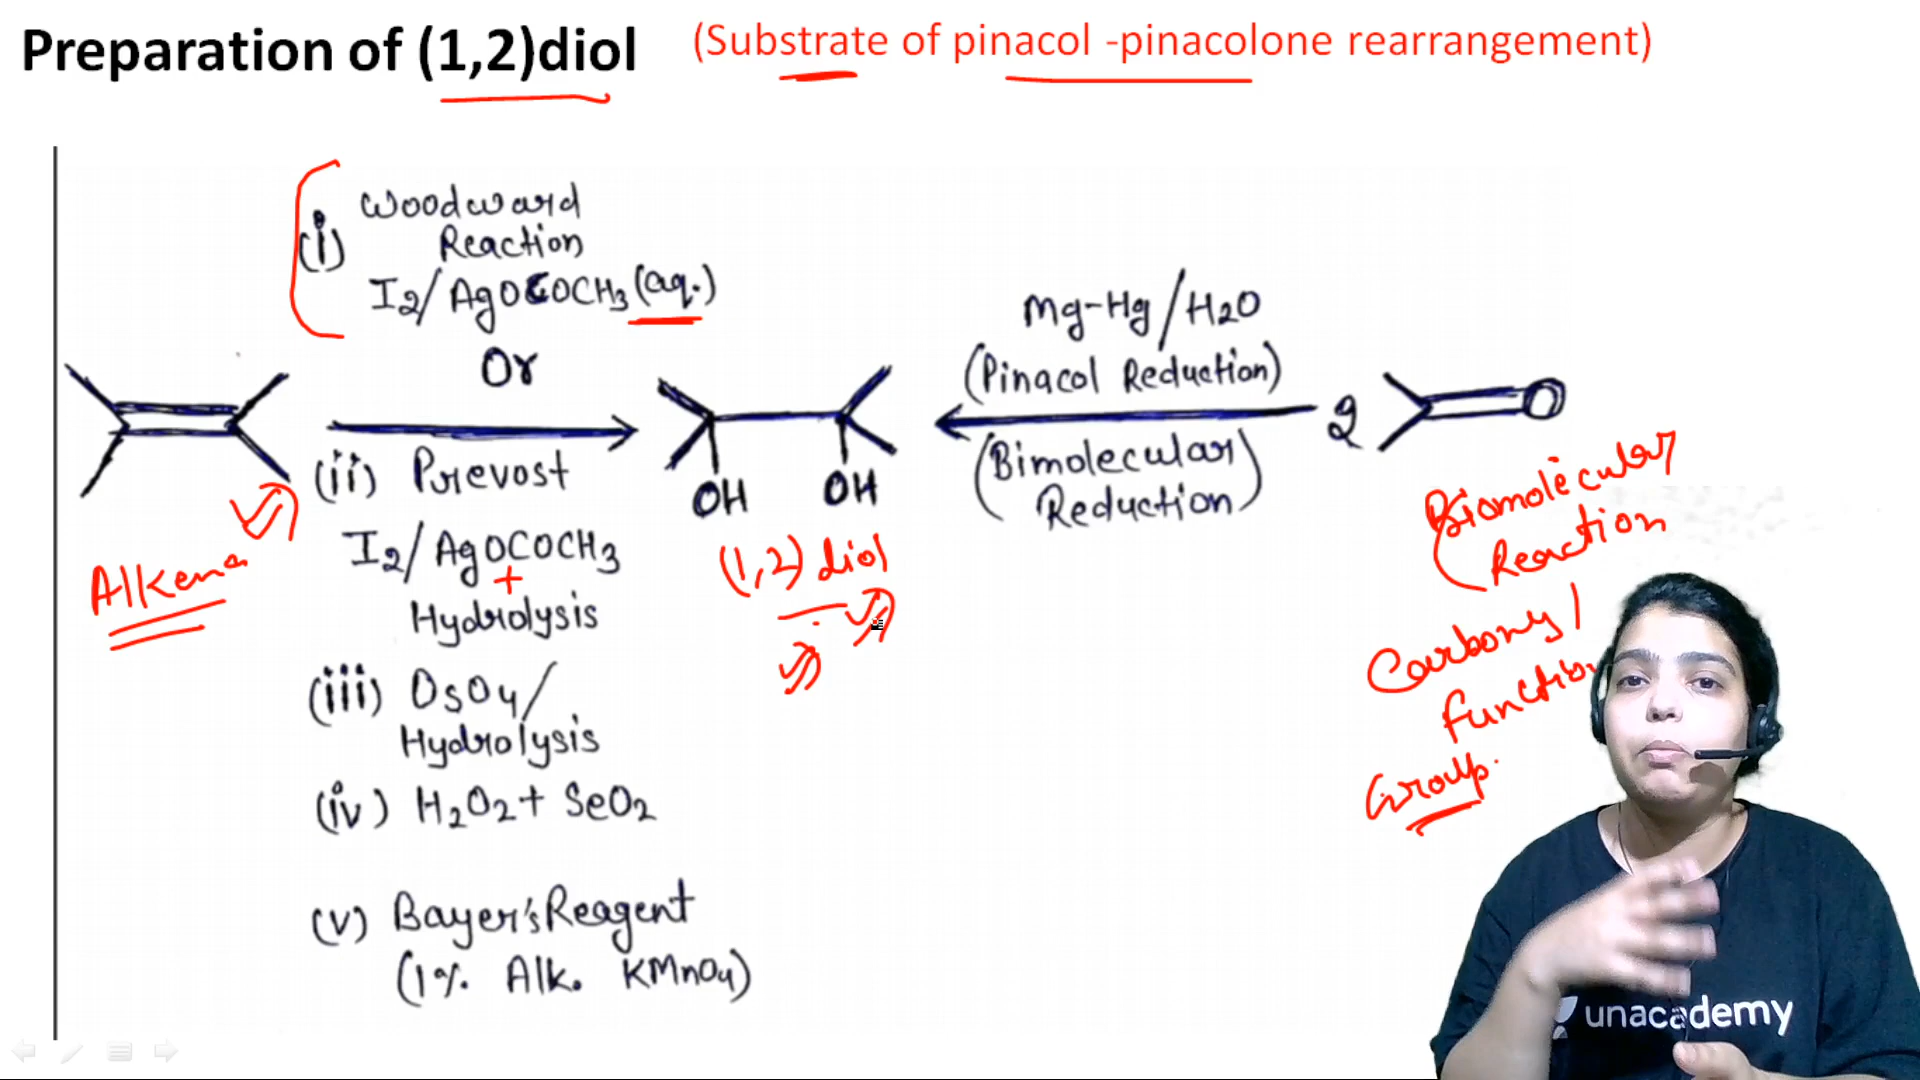 Preparation of (1,2)diol (Substrate of pinacol -pinacolone rearrangement)
(i) Woodward
Reaction
I2/AgOCOCH3 (aq.)
Or
(ii) Prevost
I2/AgOCOCH3
+
Hydrolysis
(iii) OsO4/
Hydrolysis
(iv) H2O2 + SeO2
(v) Bayer's Reagent
(1% Alk. KMnO4)
Alkene
OH OH
(1,2) diol
Mg-Hg/H2O
(Pinacol Reduction)
(Bimolecular
Reduction)
2 O
Biomolecular
Reaction
Carbonyl
Function
Group.
unacademy